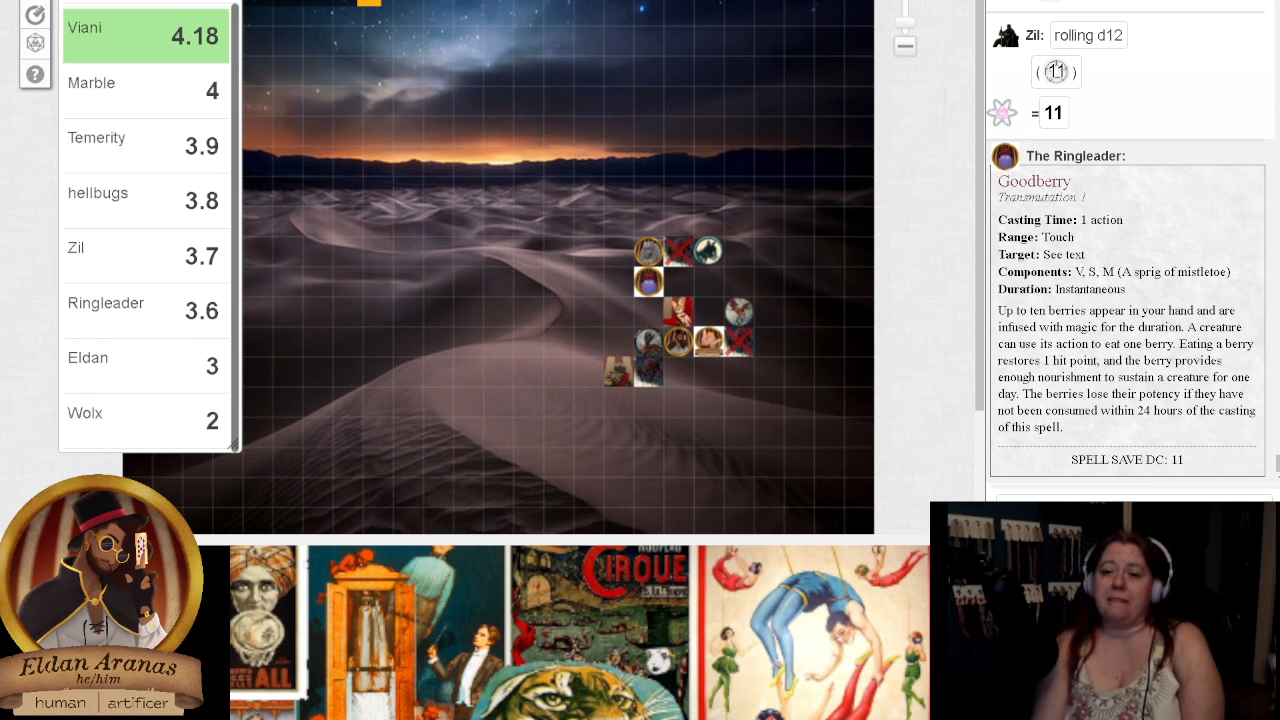 Viani 4.18
Marble 4
Temerity 3.9
hellbugs 3.8
Zil 3.7
Ringleader 3.6
Eldan 3
Wolx 2
Zil: rolling d12
( 11 )
=11
The Ringleader:
Goodberry
Transmutation 1
Casting Time: 1 action
Range: Touch
Target: See text
Components: V, S, M (A sprig of mistletoe)
Duration: Instantaneous
Up to ten berries appear in your hand and are
infused with magic for the duration. A creature
can use its action to eat one berry. Eating a berry
restores 1 hit point, and the berry provides
enough nourishment to sustain a creature for one
day. The berries lose their potency if they have
not been consumed within 24 hours of the casting
of this spell.
SPELL SAVE DC: 11
Eldan Aranas
he/him
human | artificer
ALL
CIRQUE